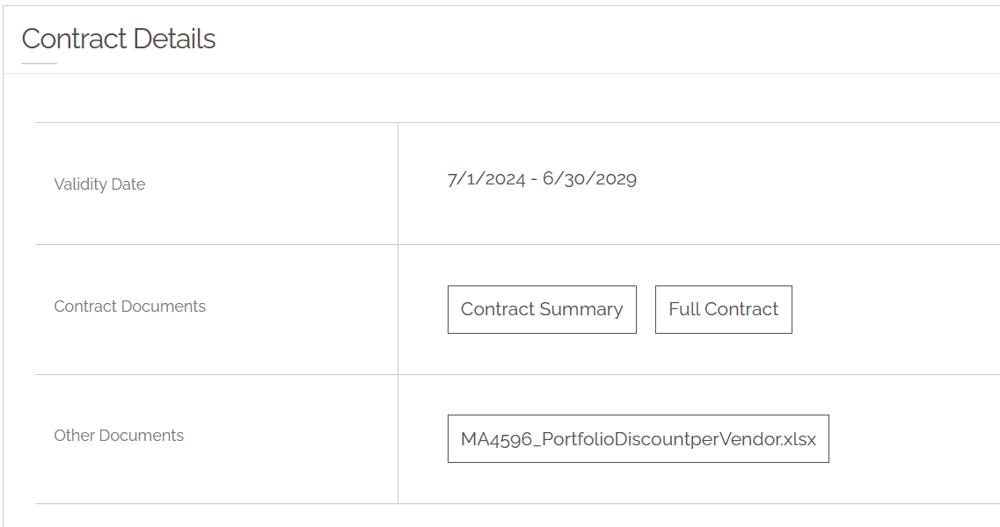 Contract Details
Validity Date
7/1/2024 - 6/30/2029
Contract Documents
Contract Summary
Full Contract
Other Documents
MA4596_PortfolioDiscountperVendor.xlsx